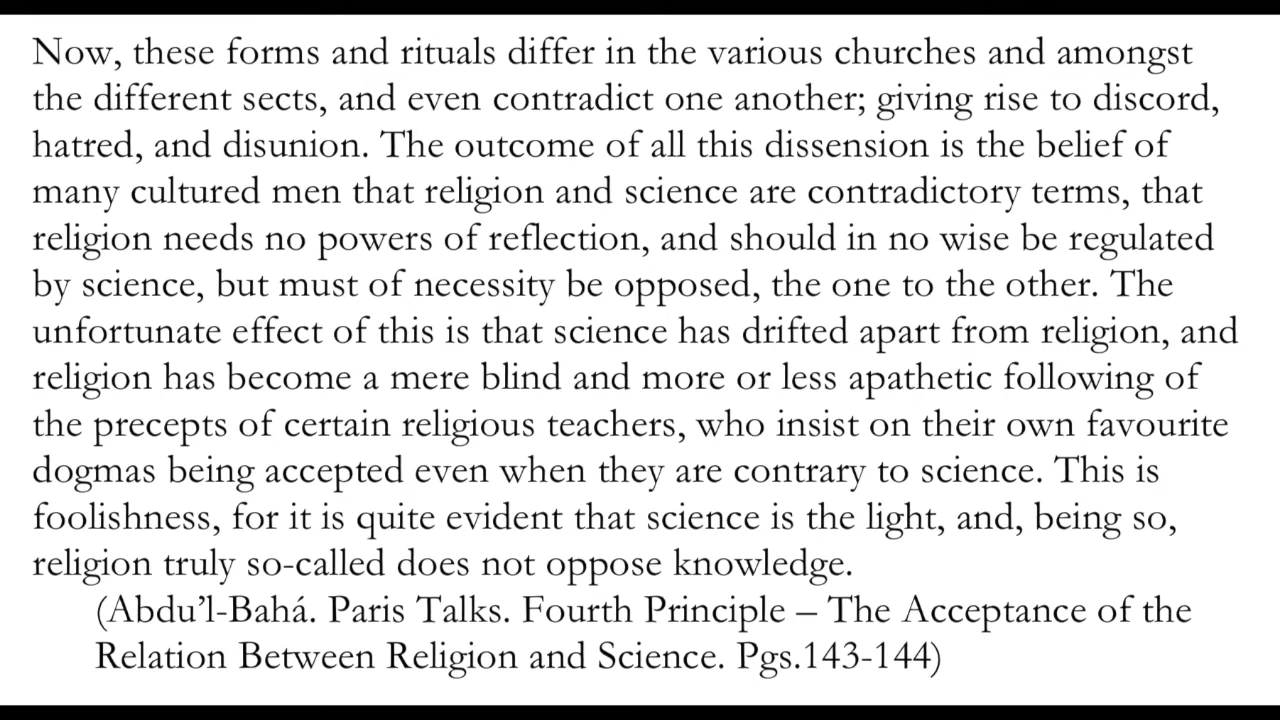 Now, these forms and rituals differ in the various churches and amongst
the different sects, and even contradict one another; giving rise to discord,
hatred, and disunion. The outcome of all this dissension is the belief of
many cultured men that religion and science are contradictory terms, that
religion needs no powers of reflection, and should in no wise be regulated
by science, but must of necessity be opposed, the one to the other. The
unfortunate effect of this is that science has drifted apart from religion, and
religion has become a mere blind and more or less apathetic following of
the precepts of certain religious teachers, who insist on their own favourite
dogmas being accepted even when they are contrary to science. This is
foolishness, for it is quite evident that science is the light, and, being so,
religion truly so-called does not oppose knowledge.
(Abdu’l-Bahá. Paris Talks. Fourth Principle – The Acceptance of the
Relation Between Religion and Science. Pgs.143-144)